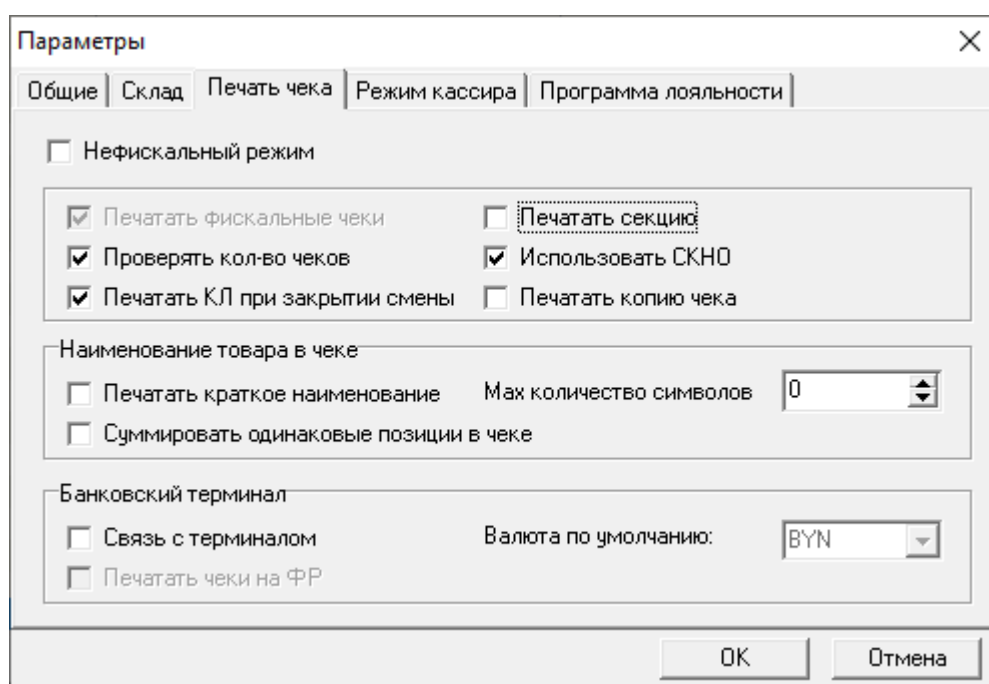 Параметры
Общие Склад Печать чека Режим кассира Программа лояльности
Нефискальный режим
Печатать фискальные чеки Печатать секцию
Проверять кол-во чеков Использовать СКНО
Печатать КЛ при закрытии смены Печатать копию чека
Наименование товара в чеке
Печатать краткое наименование Мах количество символов 0
Суммировать одинаковые позиции в чеке
Банковский терминал
Связь с терминалом Валюта по умолчанию: BYN
Печатать чеки на ФР
OK Отмена